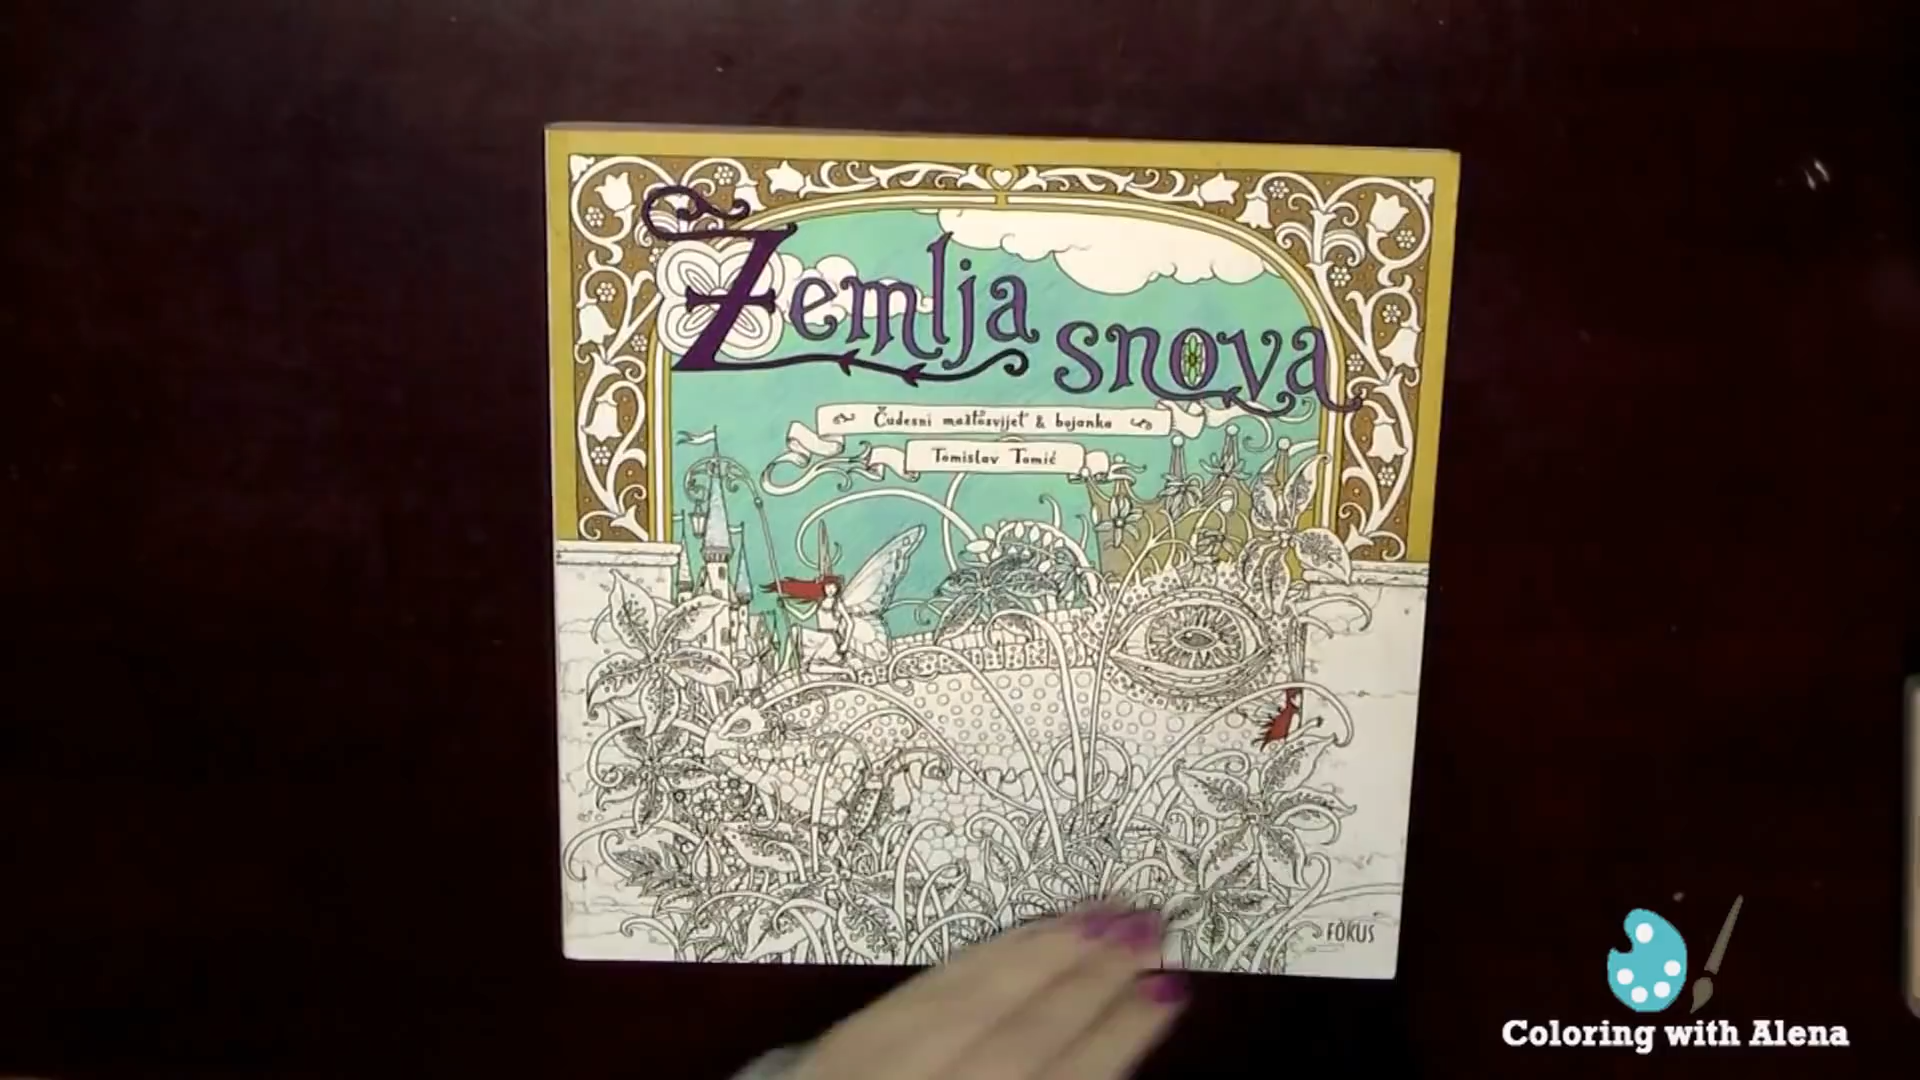 Zemlja
snova
Čudesni maštosvijet & bojanka
Tomislav Tomić
FOKUS
Coloring with Alena